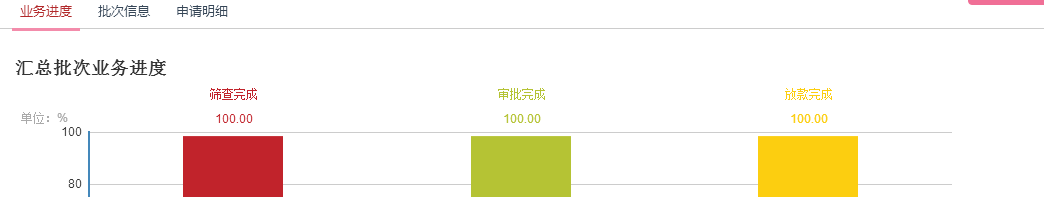 业务进度 批次信息 申请明细
汇总批次业务进度
筛查完成 审批完成 放款完成
单位：% 100.00 100.00 100.00
100
80